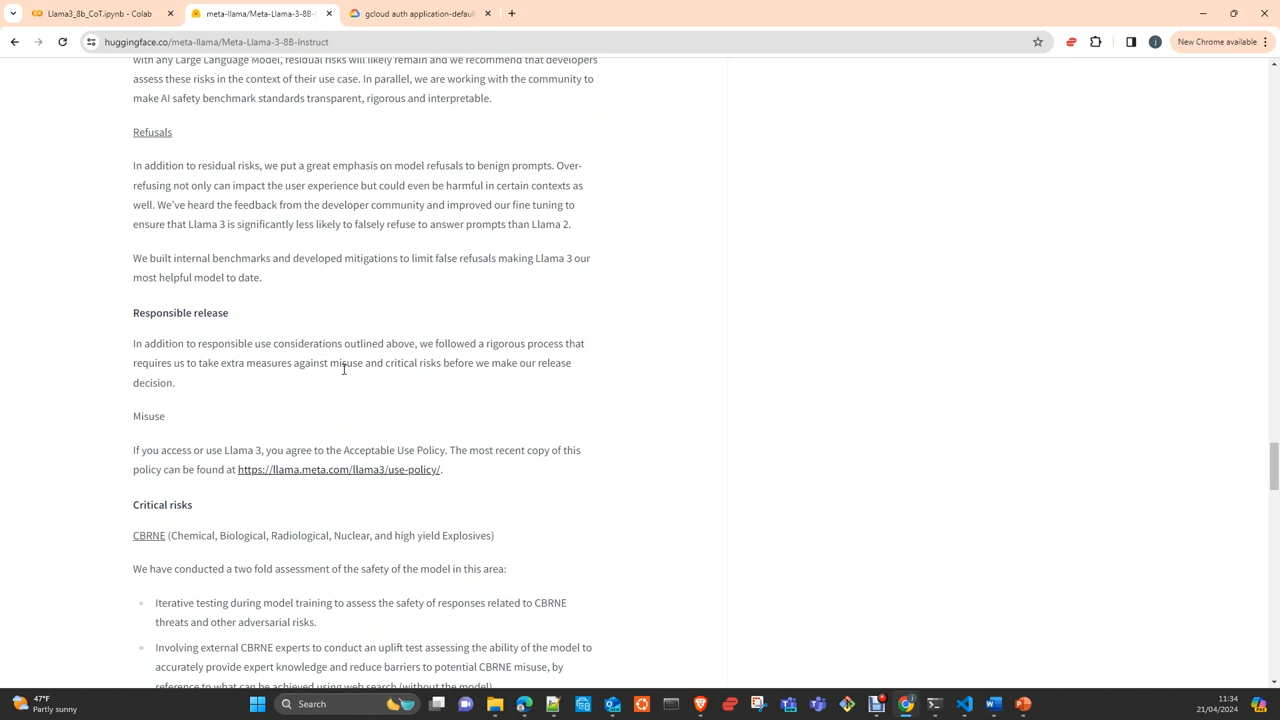 Llama3_8b_CoT.ipynb - Colab
meta-llama/Meta-Llama-3-8B-I
gcloud auth application-default
huggingface.co/meta-llama/Meta-Llama-3-8B-Instruct
New Chrome available
with any Large Language Model, residual risks will likely remain and we recommend that developers
assess these risks in the context of their use case. In parallel, we are working with the community to
make AI safety benchmark standards transparent, rigorous and interpretable.
Refusals
In addition to residual risks, we put a great emphasis on model refusals to benign prompts. Over-
refusing not only can impact the user experience but could even be harmful in certain contexts as
well. We've heard the feedback from the developer community and improved our fine tuning to
ensure that Llama 3 is significantly less likely to falsely refuse to answer prompts than Llama 2.
We built internal benchmarks and developed mitigations to limit false refusals making Llama 3 our
most helpful model to date.
Responsible release
In addition to responsible use considerations outlined above, we followed a rigorous process that
requires us to take extra measures against misuse and critical risks before we make our release
decision.
Misuse
If you access or use Llama 3, you agree to the Acceptable Use Policy. The most recent copy of this
policy can be found at https://llama.meta.com/llama3/use-policy/.
Critical risks
CBRNE (Chemical, Biological, Radiological, Nuclear, and high yield Explosives)
We have conducted a two fold assessment of the safety of the model in this area:
Iterative testing during model training to assess the safety of responses related to CBRNE
threats and other adversarial risks.
Involving external CBRNE experts to conduct an uplift test assessing the ability of the model to
accurately provide expert knowledge and reduce barriers to potential CBRNE misuse, by
reference to what can be achieved using web search (without the model).
47°F
Partly sunny
Search
11:34
21/04/2024